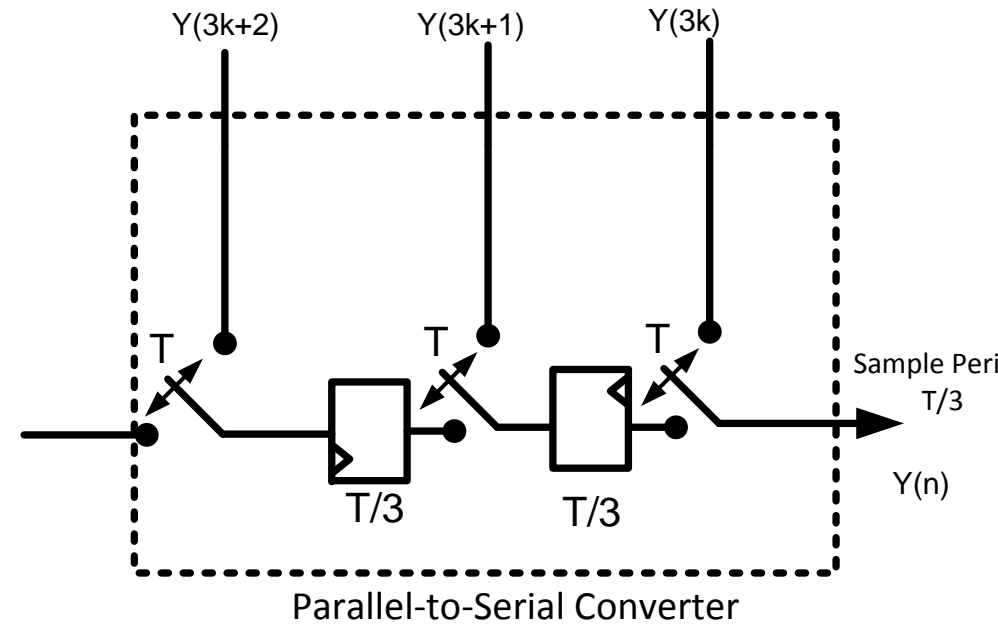 Y(3k+2) Y(3k+1) Y(3k)
T T T
Sample Peri
T/3
T/3 T/3
Y(n)
Parallel-to-Serial Converter